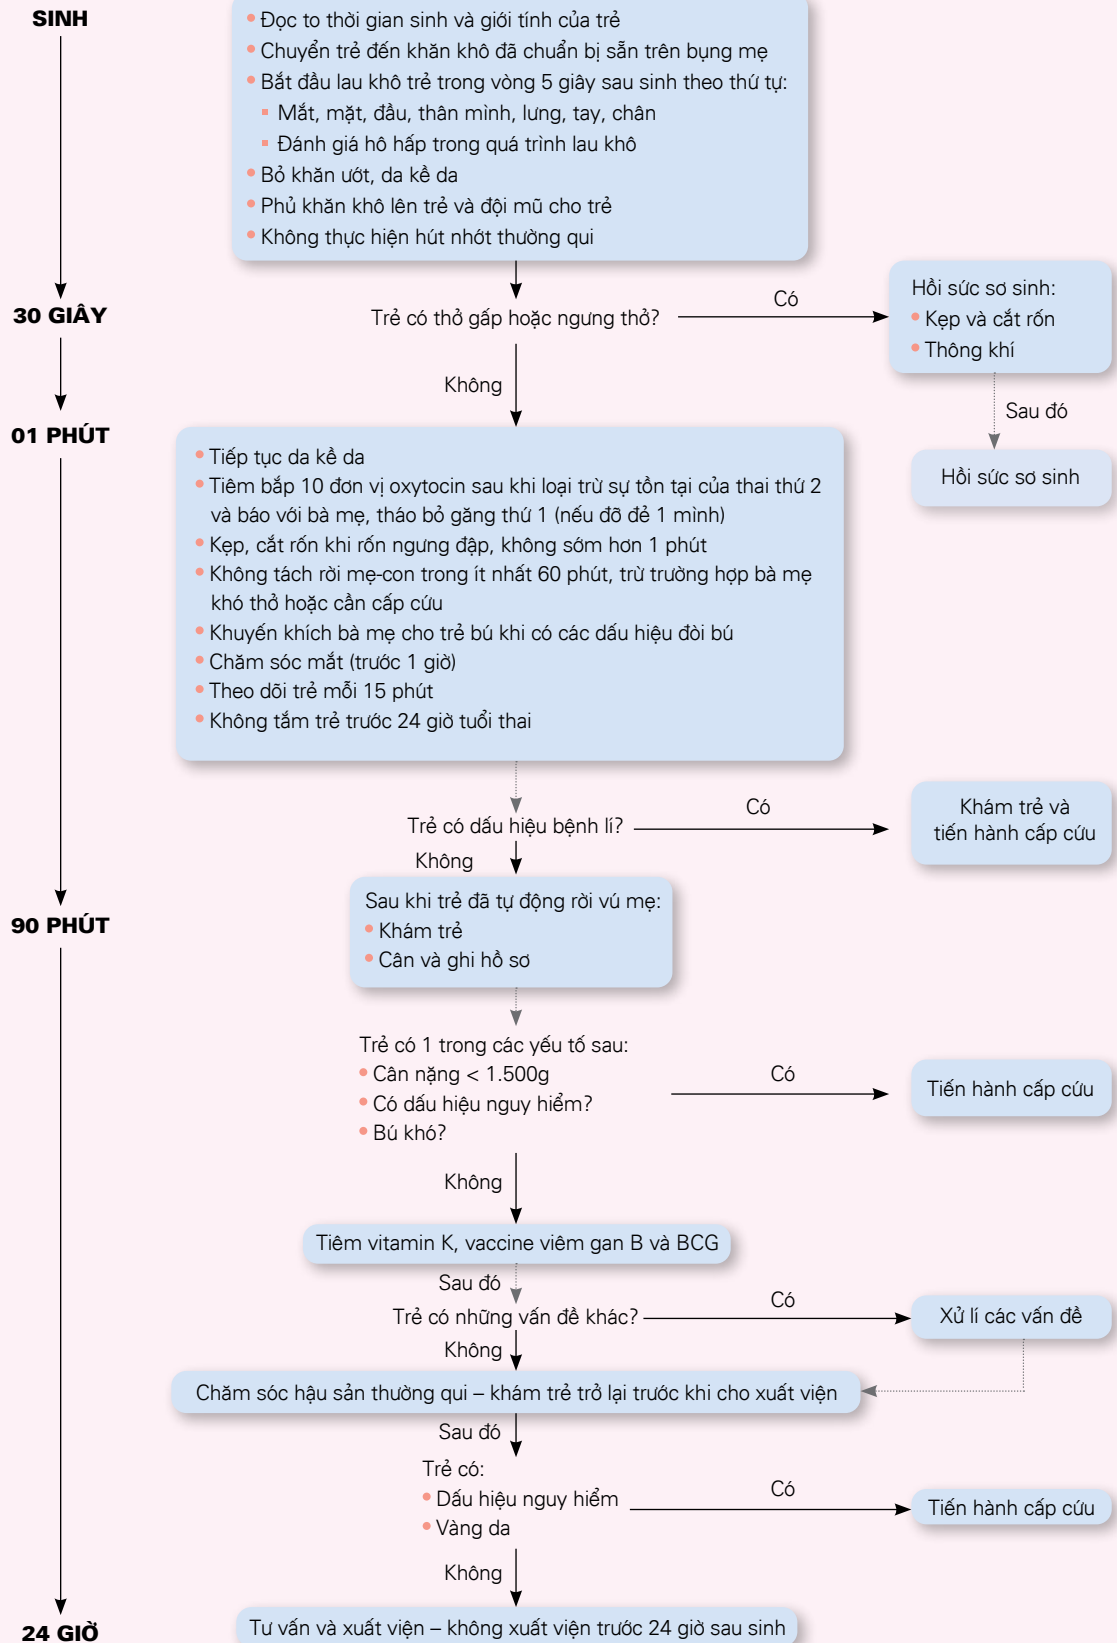 SINH
• Đọc to thời gian sinh và giới tính của trẻ
• Chuyển trẻ đến khăn khô đã chuẩn bị sẵn trên bụng mẹ
• Bắt đầu lau khô trẻ trong vòng 5 giây sau sinh theo thứ tự:
▪ Mắt, mặt, đầu, thân mình, lưng, tay, chân
▪ Đánh giá hô hấp trong quá trình lau khô
• Bỏ khăn ướt, da kề da
• Phủ khăn khô lên trẻ và đội mũ cho trẻ
• Không thực hiện hút nhớt thường qui
30 GIÂY
Trẻ có thở gấp hoặc ngưng thở?
Có
Hồi sức sơ sinh:
• Kẹp và cắt rốn
• Thông khí
Không
Sau đó
Hồi sức sơ sinh
01 PHÚT
• Tiếp tục da kề da
• Tiêm bắp 10 đơn vị oxytocin sau khi loại trừ sự tồn tại của thai thứ 2
và báo với bà mẹ, tháo bỏ găng thứ 1 (nếu đỡ đẻ 1 mình)
• Kẹp, cắt rốn khi rốn ngưng đập, không sớm hơn 1 phút
• Không tách rời mẹ-con trong ít nhất 60 phút, trừ trường hợp bà mẹ
khó thở hoặc cần cấp cứu
• Khuyến khích bà mẹ cho trẻ bú khi có các dấu hiệu đòi bú
• Chăm sóc mắt (trước 1 giờ)
• Theo dõi trẻ mỗi 15 phút
• Không tắm trẻ trước 24 giờ tuổi thai
Trẻ có dấu hiệu bệnh lí?
Có
Khám trẻ và
tiến hành cấp cứu
Không
90 PHÚT
Sau khi trẻ đã tự động rời vú mẹ:
• Khám trẻ
• Cân và ghi hồ sơ
Trẻ có 1 trong các yếu tố sau:
• Cân nặng < 1.500g
• Có dấu hiệu nguy hiểm?
• Bú khó?
Có
Tiến hành cấp cứu
Không
Tiêm vitamin K, vaccine viêm gan B và BCG
Sau đó
Trẻ có những vấn đề khác?
Có
Xử lí các vấn đề
Không
Chăm sóc hậu sản thường qui – khám trẻ trở lại trước khi cho xuất viện
Sau đó
Trẻ có:
• Dấu hiệu nguy hiểm
• Vàng da
Có
Tiến hành cấp cứu
Không
24 GIỜ
Tư vấn và xuất viện – không xuất viện trước 24 giờ sau sinh